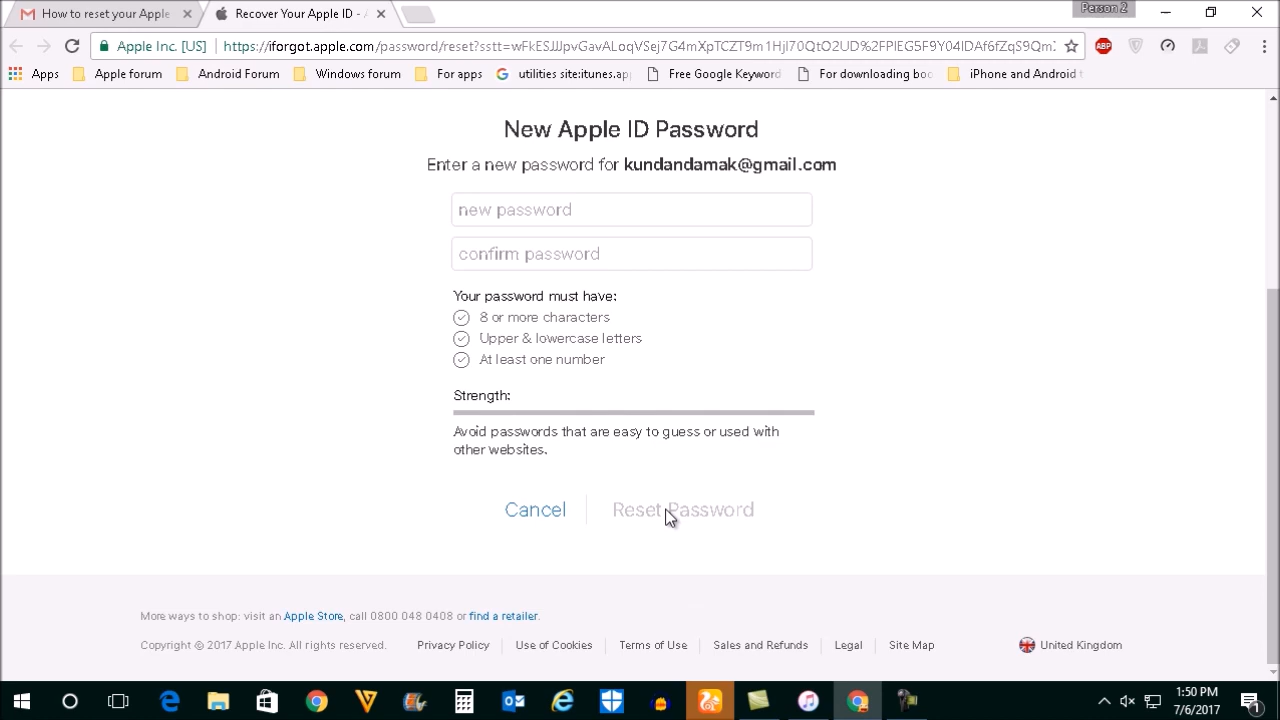 How to reset your Apple
Recover Your Apple ID - A
Person 2
Apple Inc. [US]
https://iforgot.apple.com/password/reset?sstt=
ABP
Apps
Apple forum
Android Forum
Windows forum
For apps
utilities site:itunes.app
Free Google Keyword
For downloading boo
iPhone and Android t
New Apple ID Password
Enter a new password for kundandamak@gmail.com
new password
confirm password
Your password must have:
8 or more characters
Upper & lowercase letters
At least one number
Strength:
Avoid passwords that are easy to guess or used with
other websites.
Cancel
Reset Password
More ways to shop: visit an Apple Store, call 0800 048 0408 or find a retailer.
Copyright © 2017 Apple Inc. All rights reserved.
Privacy Policy
Use of Cookies
Terms of Use
Sales and Refunds
Legal
Site Map
United Kingdom
1:50 PM
7/6/2017
1